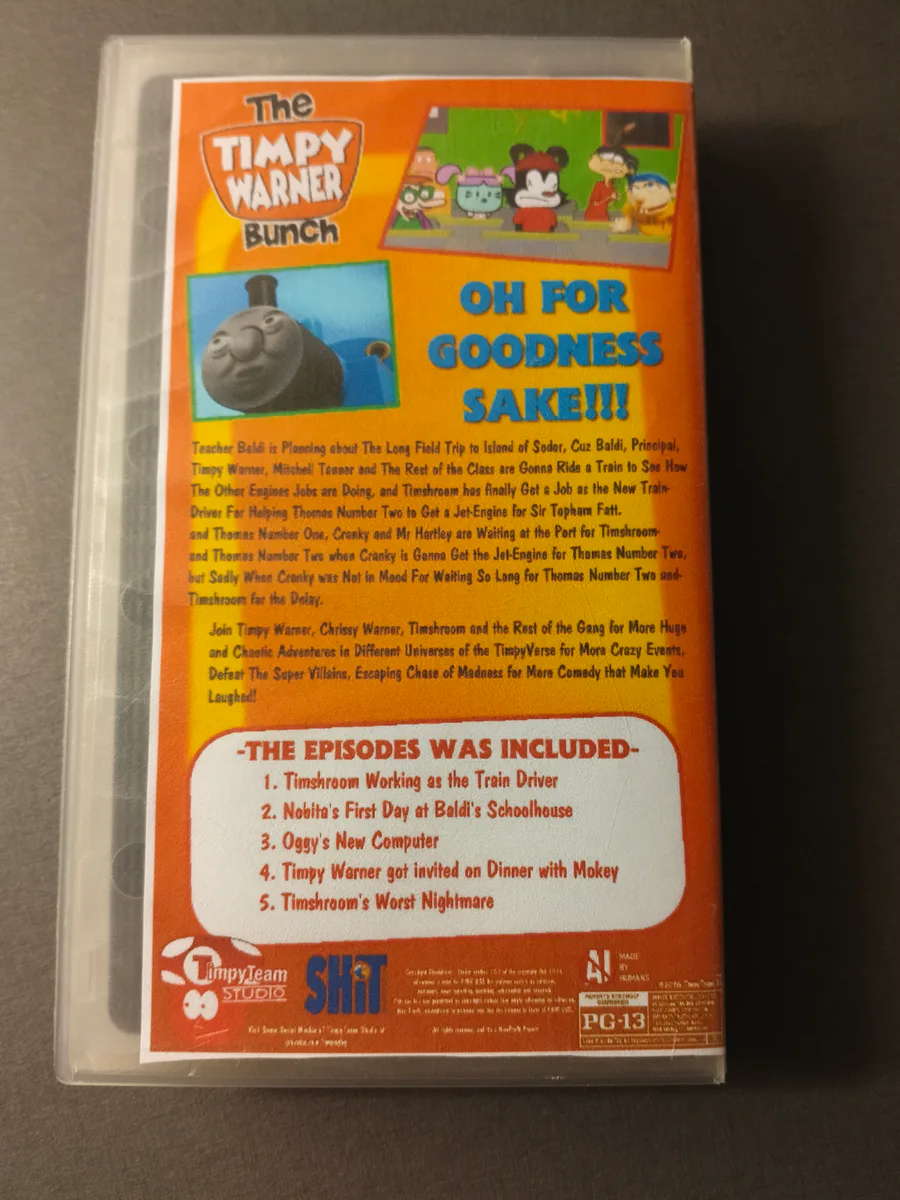 The
TIMPY
WARNER
Bunch
OH FOR
GOODNESS
SAKE!!!
Teacher Baldi is Planning about The Long Field Trip to Island of Sodor, Cuz Baldi, Principal,
Timpy Warner, Mitchell Tanner and The Rest of the Class are Gonna Ride a Train to See How
The Other Engines Jobs are Doing, and Timshroom has finally Got a Job as the New Train-
Driver For Helping Thomas Number Two to Get a Jet-Engine for Sir Topham Fatt.
and Thomas Number One, Cranky and Mr Hartley are Waiting at the Port for Timshroom-
and Thomas Number Two when Cranky is Gonna Get the Jet-Engine for Thomas Number Two,
but Sadly When Cranky was Not in Mood For Waiting So Long for Thomas Number Two and-
Timshroom for the Delay.
Join Timpy Warner, Chrissy Warner, Timshroom and the Rest of the Gang for More Huge
and Chaotic Adventures in Different Universes of the TimpyVerse for More Crazy Events,
Defeat The Super Villains, Escaping Chase of Madness for More Comedy that Make You
Laughed!
-THE EPISODES WAS INCLUDED-
1. Timshroom Working as the Train Driver
2. Nobita's First Day at Baldi's Schoolhouse
3. Oggy's New Computer
4. Timpy Warner got invited on Dinner with Mokey
5. Timshroom's Worst Nightmare
TimpyTeam
STUDIO
SHiT
AI
MADE
BY
HUMANS
PARENTS STRONGLY
CAUTIONED
PG-13